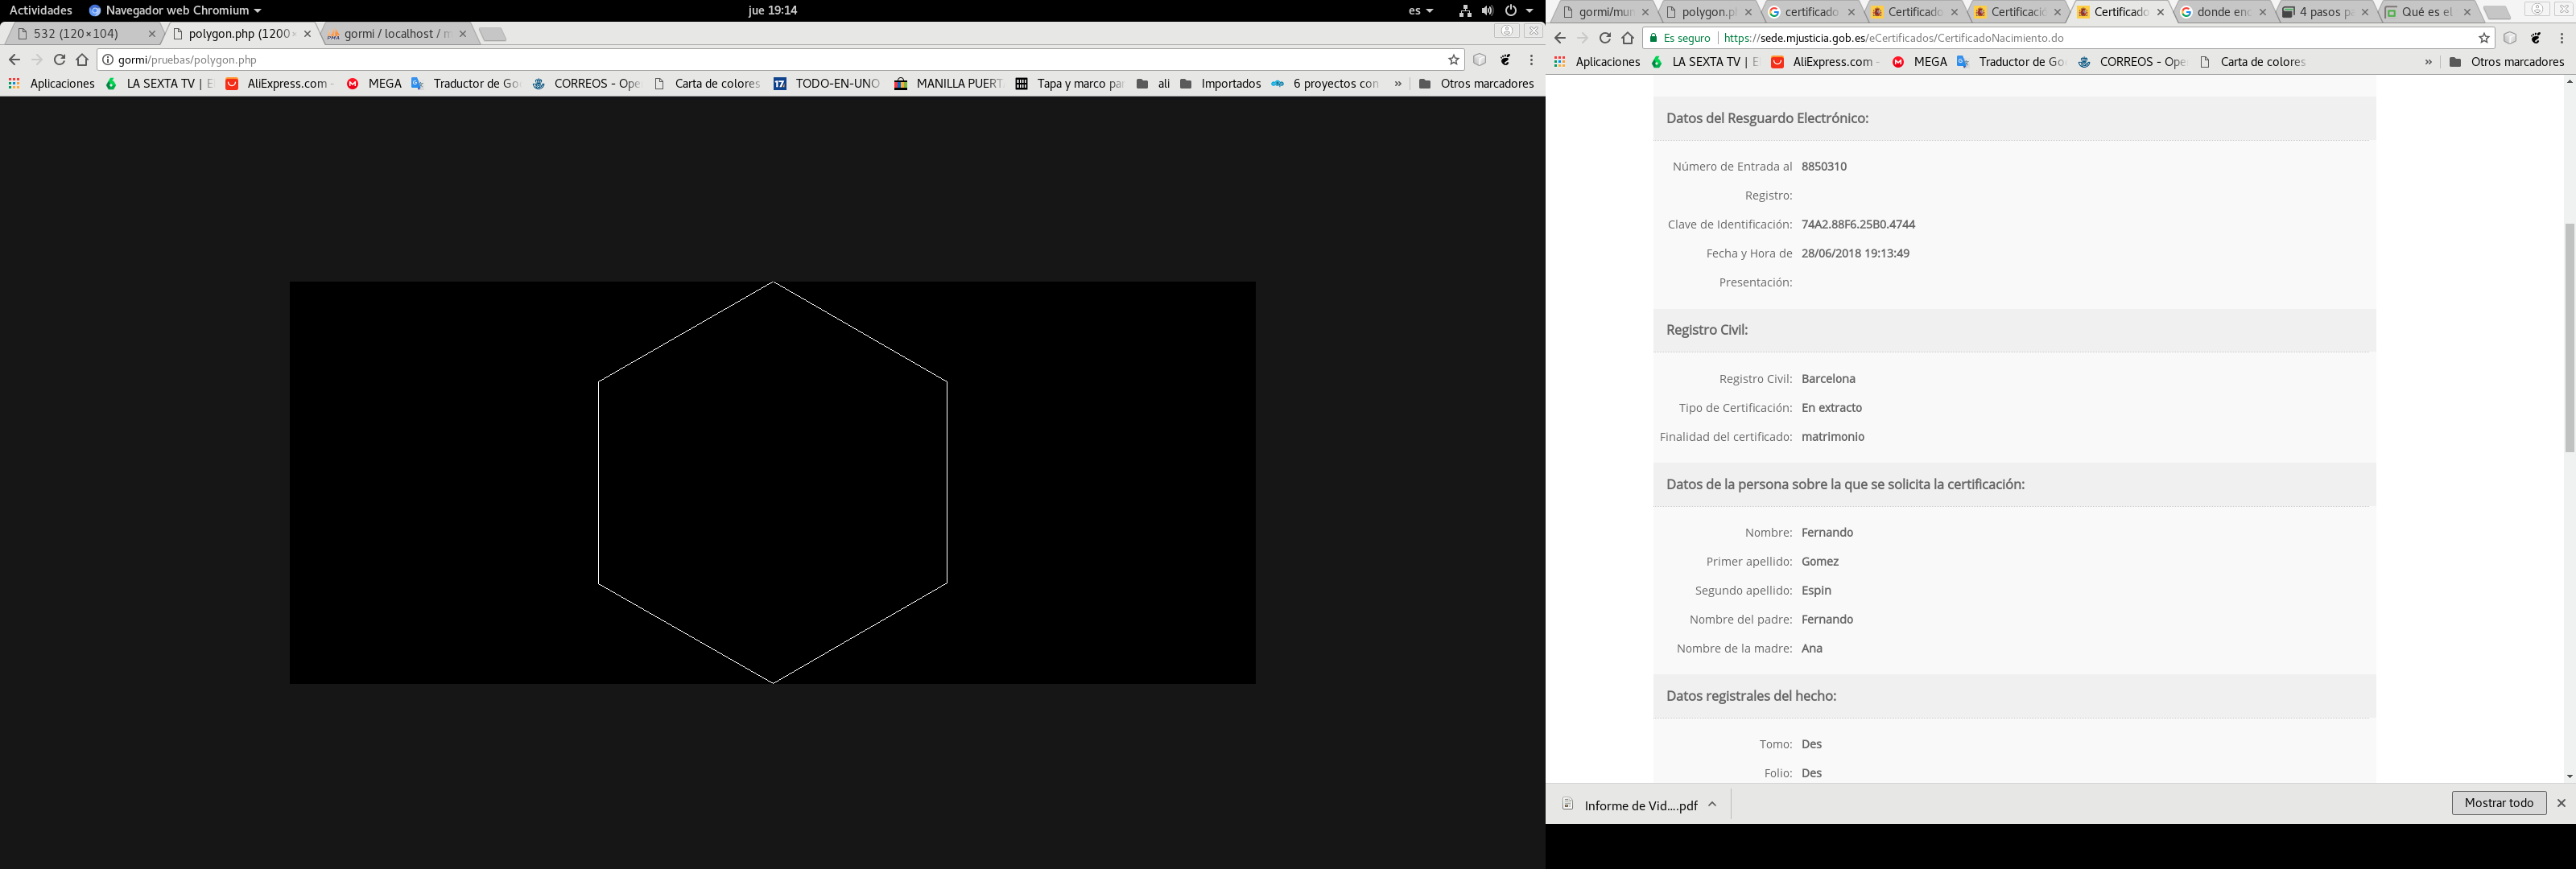 Actividades Navegador web Chromium jue 19:14 es
532 (120×104) polygon.php (1200× gormi / localhost / m
gormi/pruebas/polygon.php
Aplicaciones LA SEXTA TV | E AliExpress.com - MEGA Traductor de Go CORREOS - Ope Carta de colores TODO-EN-UNO MANILLA PUERT Tapa y marco par ali Importados 6 proyectos con » Otros marcadores
gormi/mun polygon.p certificado Certificado Certificació Certificado donde enc 4 pasos pa Qué es el
Es seguro https://sede.mjusticia.gob.es/eCertificados/CertificadoNacimiento.do
Aplicaciones LA SEXTA TV | E AliExpress.com - MEGA Traductor de Go CORREOS - Ope Carta de colores » Otros marcadores
Datos del Resguardo Electrónico:
Número de Entrada al 8850310
Registro:
Clave de Identificación: 74A2.88F6.25B0.4744
Fecha y Hora de 28/06/2018 19:13:49
Presentación:
Registro Civil:
Registro Civil: Barcelona
Tipo de Certificación: En extracto
Finalidad del certificado: matrimonio
Datos de la persona sobre la que se solicita la certificación:
Nombre: Fernando
Primer apellido: Gomez
Segundo apellido: Espin
Nombre del padre: Fernando
Nombre de la madre: Ana
Datos registrales del hecho:
Tomo: Des
Folio: Des
Informe de Vid....pdf Mostrar todo